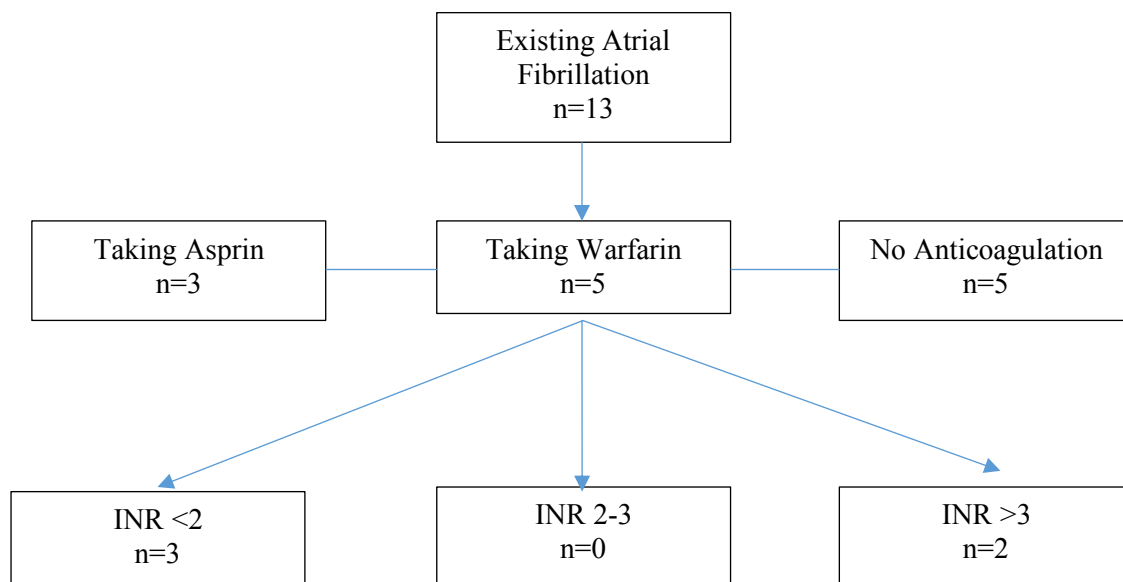 Existing Atrial
Fibrillation
n=13
Taking Asprin
n=3
Taking Warfarin
n=5
No Anticoagulation
n=5
INR <2
n=3
INR 2-3
n=0
INR >3
n=2